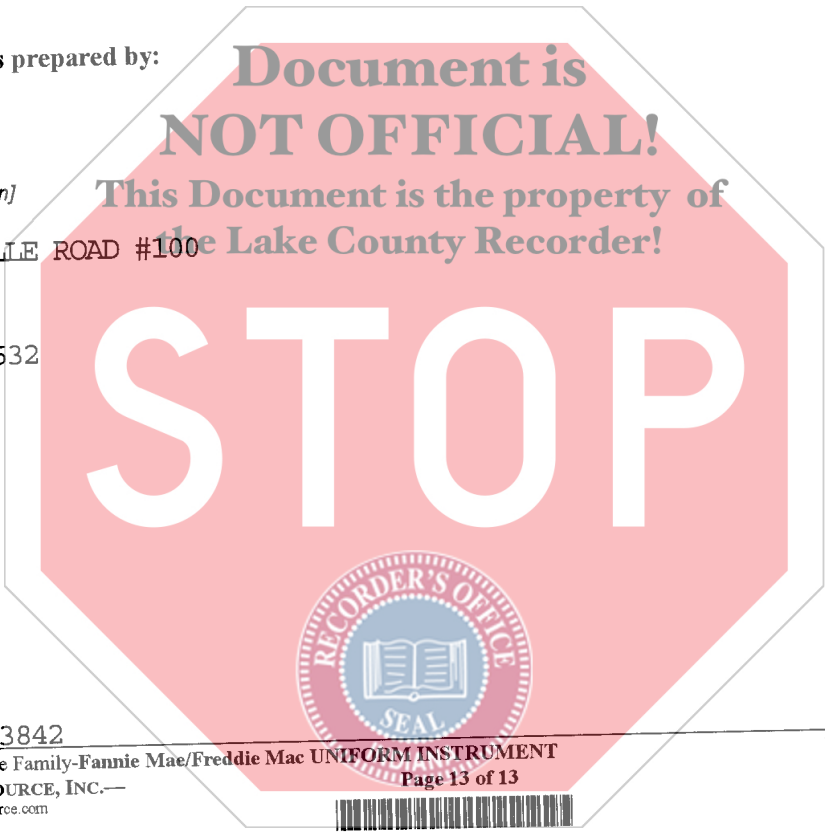 s prepared by:
Document is
NOT OFFICIAL!
This Document is the property of
the Lake County Recorder!
n]
LLE ROAD #100
532
STOP
RECORDER'S OFFICE
SEAL
INDIANA
3842
e Family-Fannie Mae/Freddie Mac UNIFORM INSTRUMENT
OURCE, INC.—
Page 13 of 13
rce.com